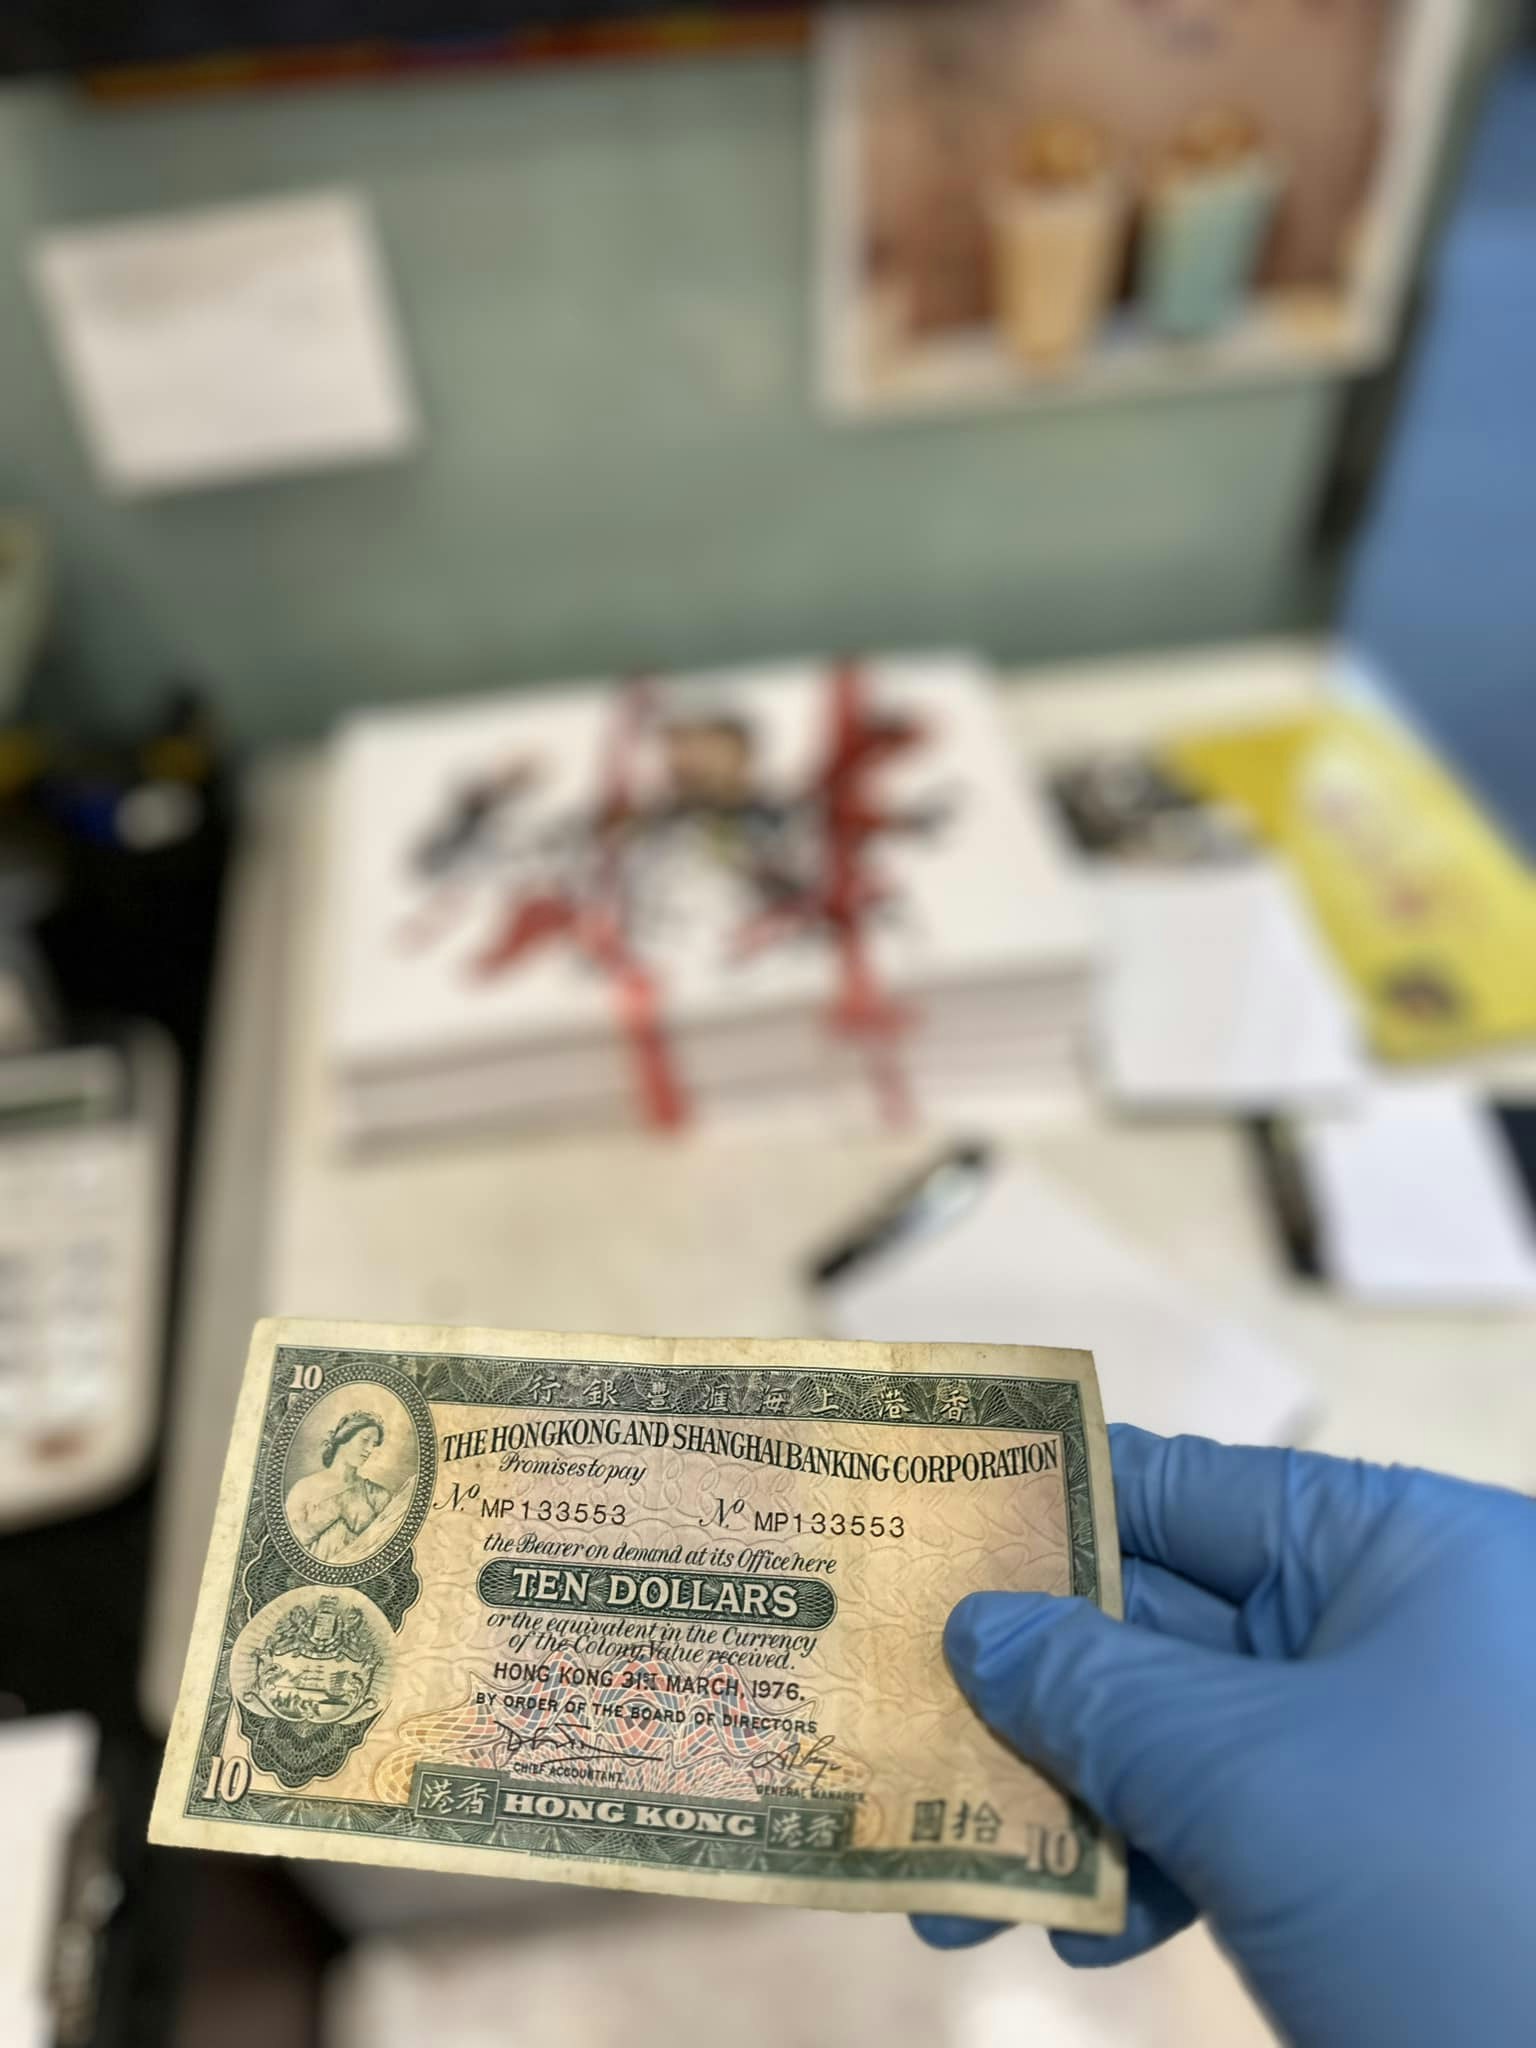 10
行銀豐滙海上港香
THE HONGKONG AND SHANGHAI BANKING CORPORATION
Promises to pay
No. MP133553 No. MP133553
the Bearer on demand at its Office here
TEN DOLLARS
or the equivalent in the Currency
of the Colony, Value received.
HONG KONG 31ST MARCH, 1976.
BY ORDER OF THE BOARD OF DIRECTORS
CHIEF ACCOUNTANT. GENERAL MANAGER.
10 港香 HONG KONG 港香 圓拾 10